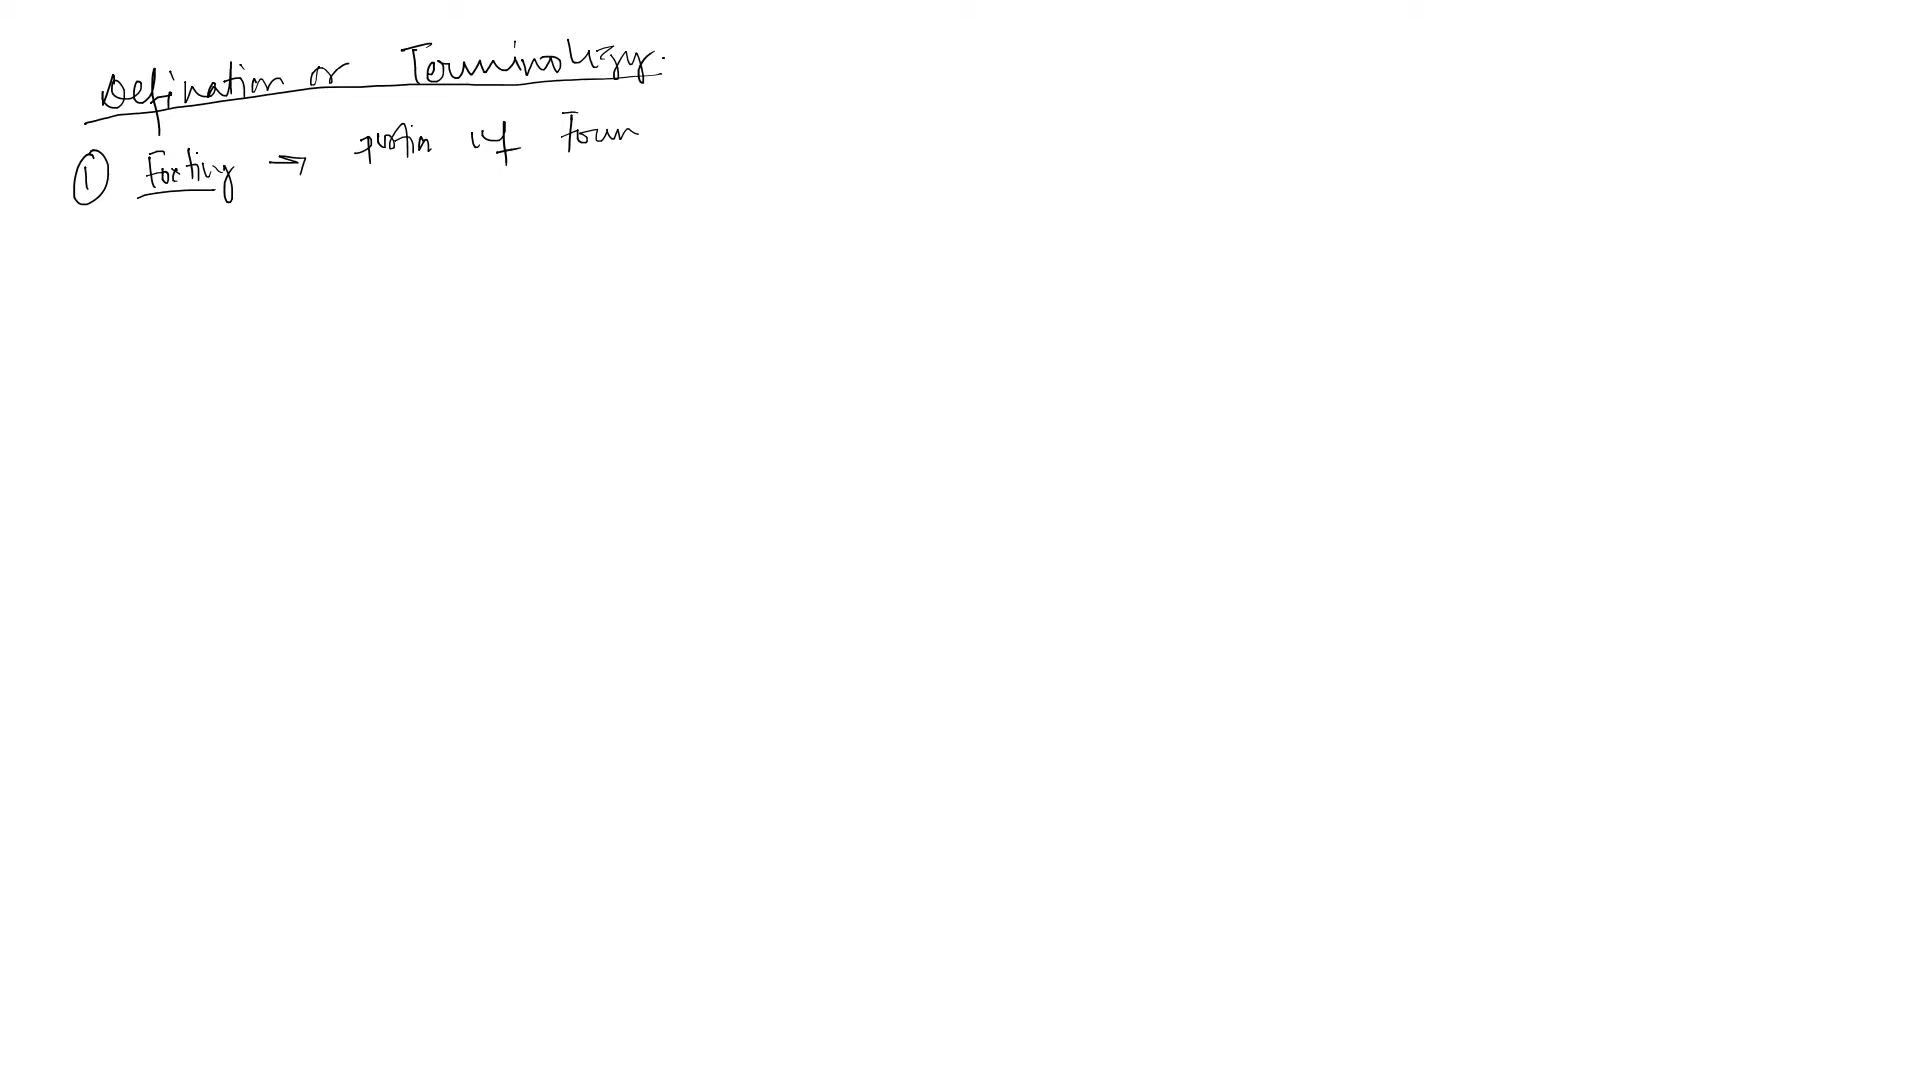 Defination or Terminology.
① Footing → portion of Foun